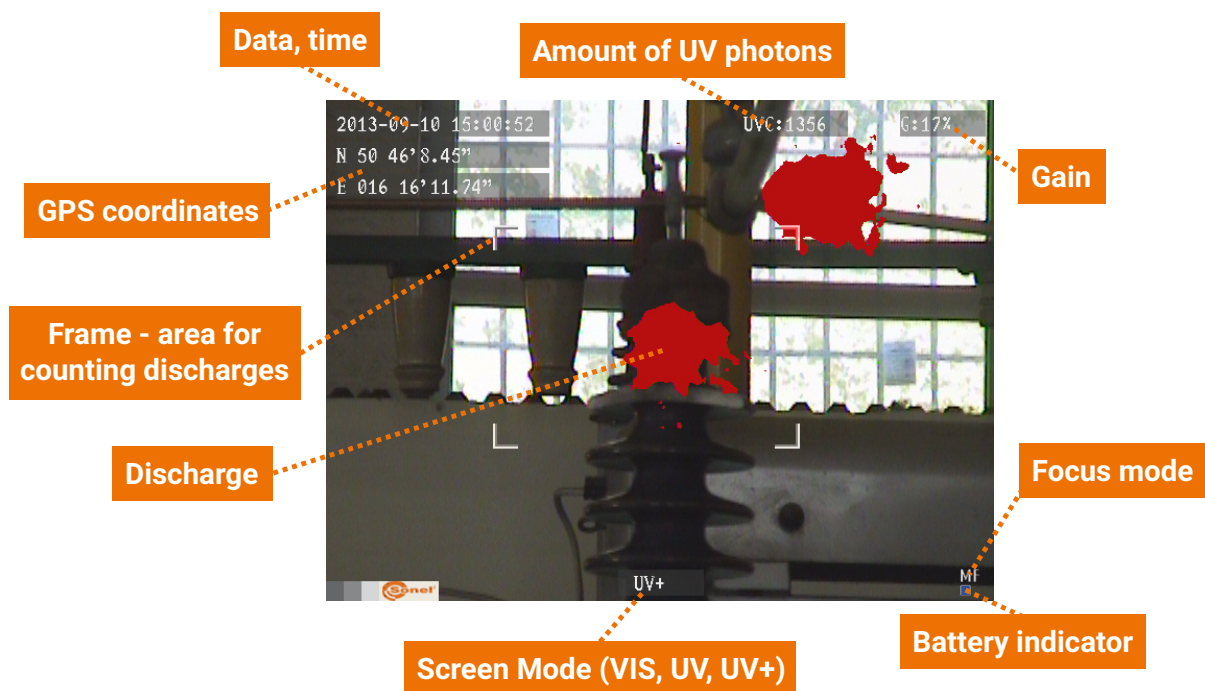 Data, time
Amount of UV photons
2013-09-10 15:00:52
UVC:1356
G:17%
N 50 46'8.45"
E 016 16'11.74"
Gain
GPS coordinates
Frame - area for
counting discharges
Discharge
Focus mode
MF
UV+
Sonel
Battery indicator
Screen Mode (VIS, UV, UV+)